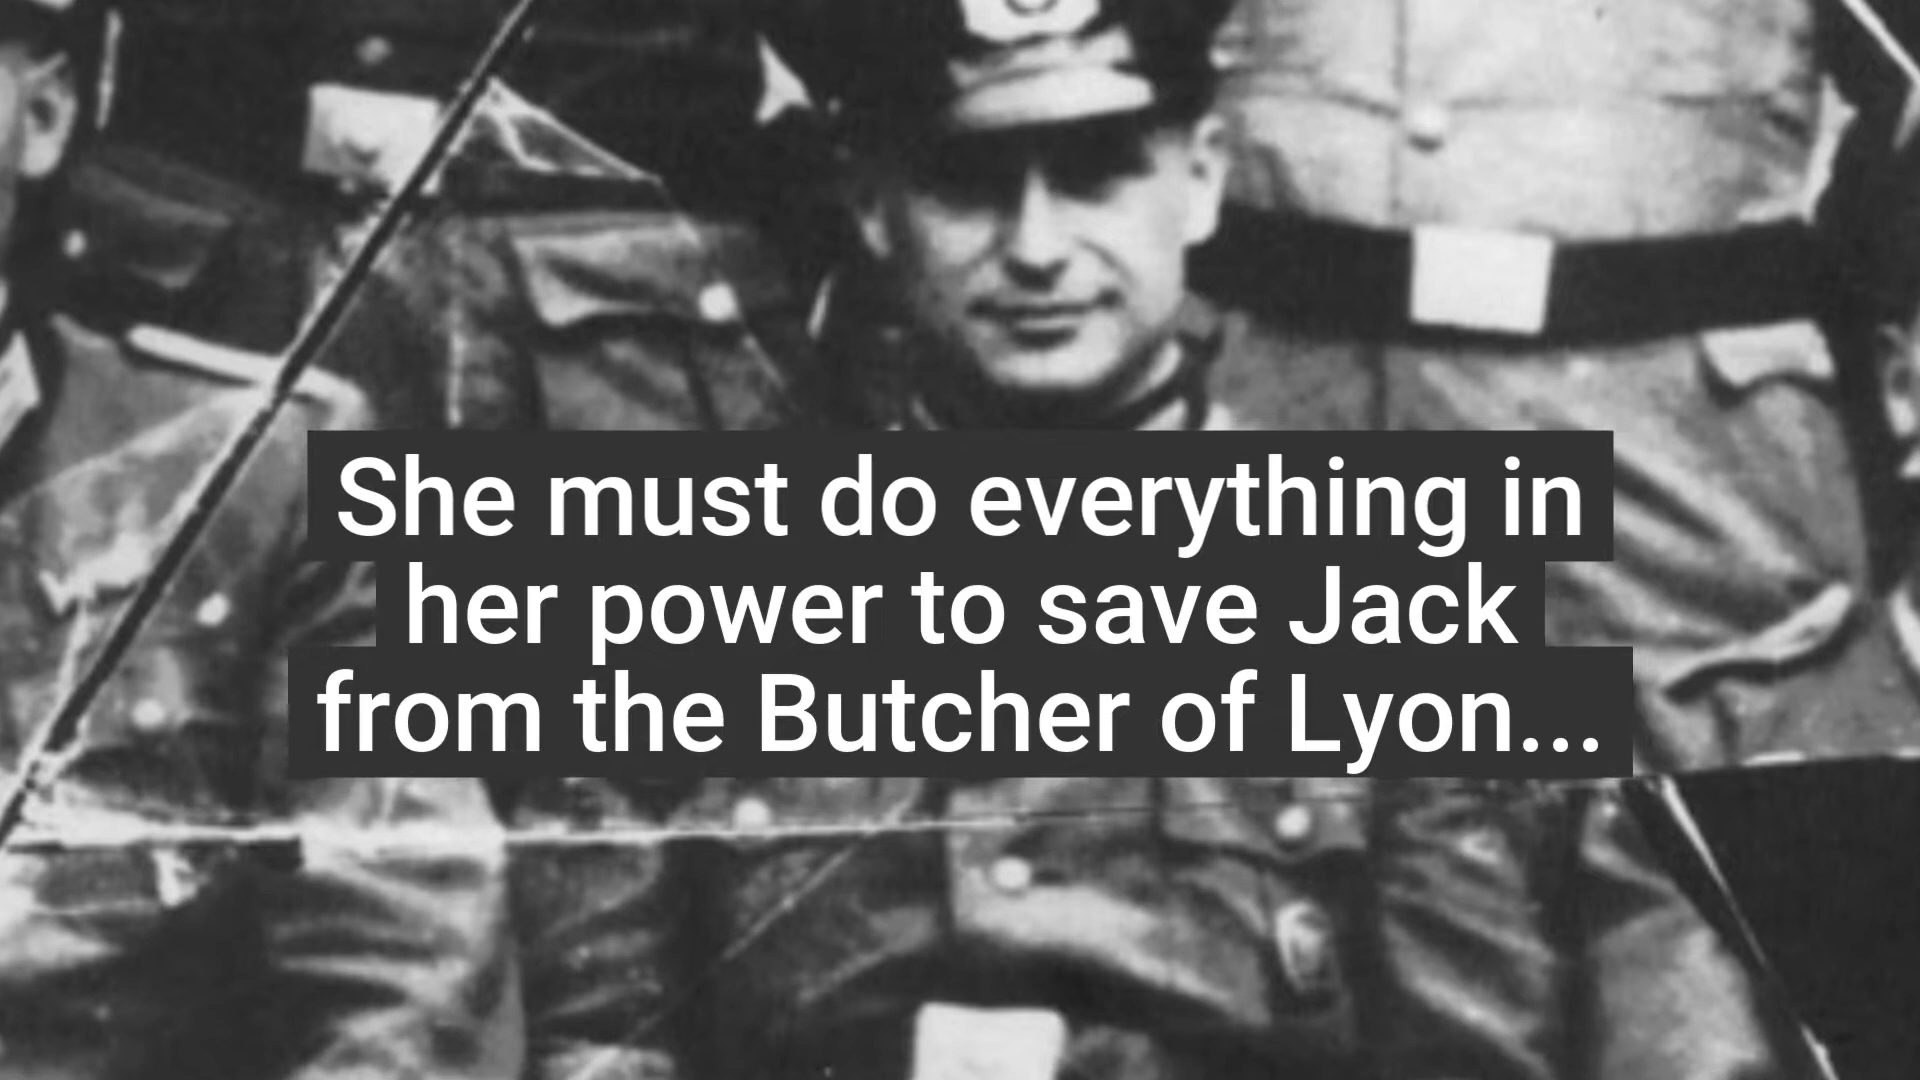 She must do everything in
her power to save Jack
from the Butcher of Lyon...